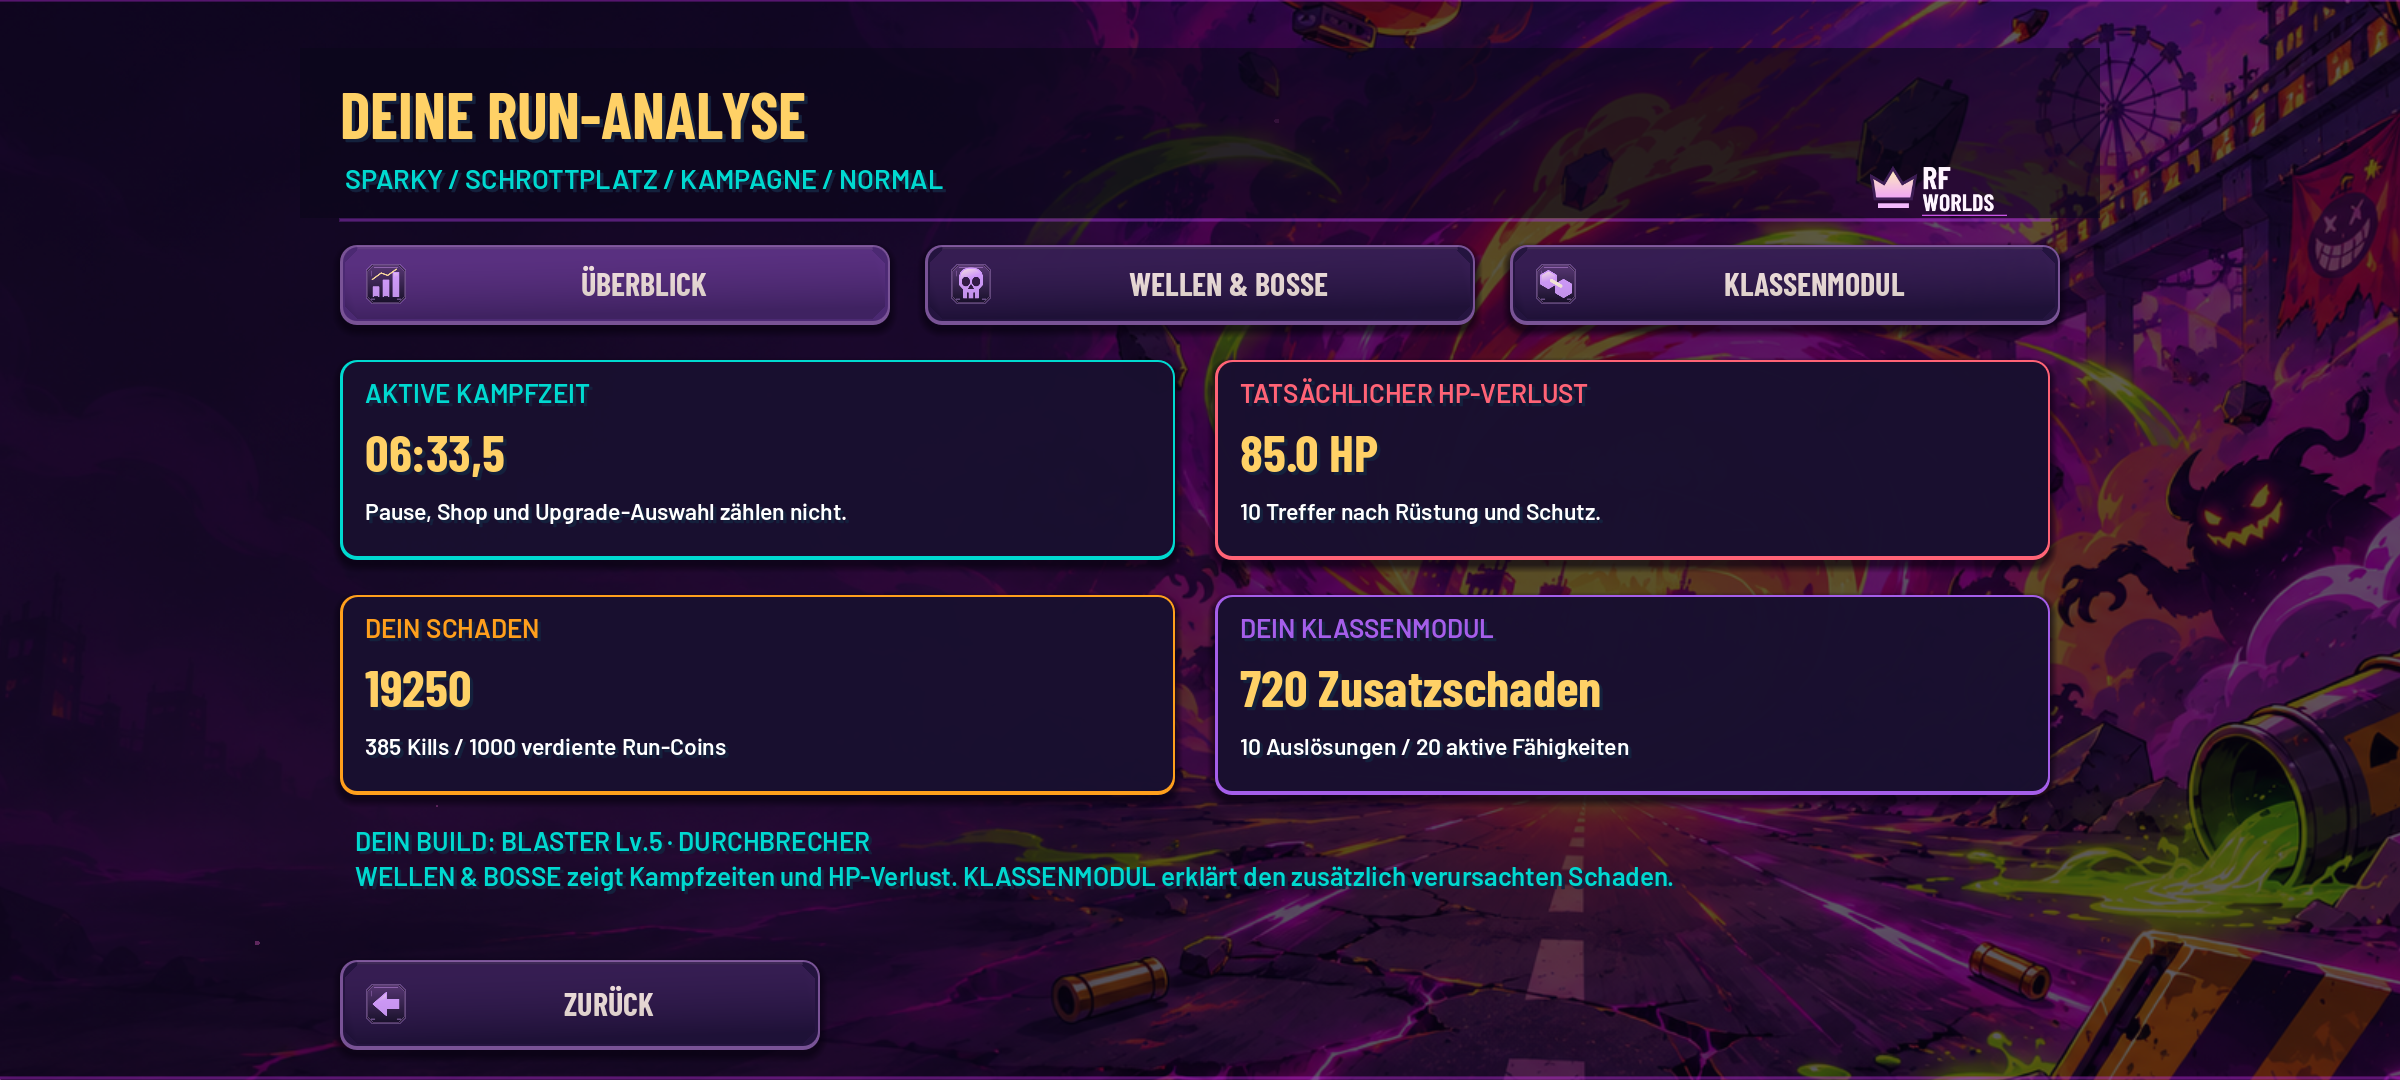 DEINE RUN-ANALYSE
SPARKY / SCHROTTPLATZ / KAMPAGNE / NORMAL
RF
WORLDS
ÜBERBLICK
WELLEN & BOSSE
KLASSENMODUL
AKTIVE KAMPFZEIT
06:33,5
Pause, Shop und Upgrade-Auswahl zählen nicht.
TATSÄCHLICHER HP-VERLUST
85.0 HP
10 Treffer nach Rüstung und Schutz.
DEIN SCHADEN
19250
385 Kills / 1000 verdiente Run-Coins
DEIN KLASSENMODUL
720 Zusatzschaden
10 Auslösungen / 20 aktive Fähigkeiten
DEIN BUILD: BLASTER Lv.5 · DURCHBRECHER
WELLEN & BOSSE zeigt Kampfzeiten und HP-Verlust. KLASSENMODUL erklärt den zusätzlich verursachten Schaden.
ZURÜCK